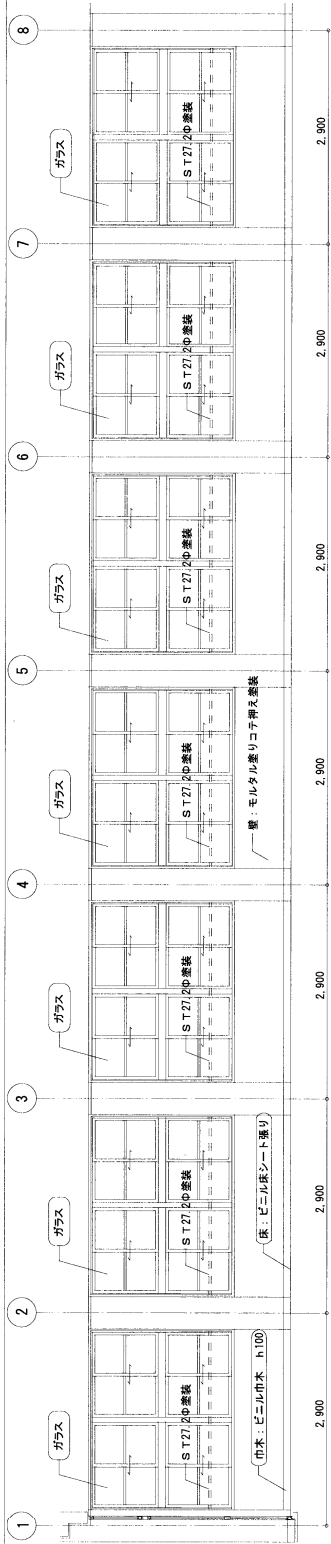 1
2
3
4
5
6
7
8
ガラス
ガラス
ガラス
ガラス
ガラス
ガラス
ガラス
ST27.2Φ塗装
ST27.2Φ塗装
ST27.2Φ塗装
ST27.2Φ塗装
ST27.2Φ塗装
ST27.2Φ塗装
ST27.2Φ塗装
壁：モルタル塗りコテ押え塗装
床：ビニル床シート張り
巾木：ビニル巾木 h100
2,900
2,900
2,900
2,900
2,900
2,900
2,900